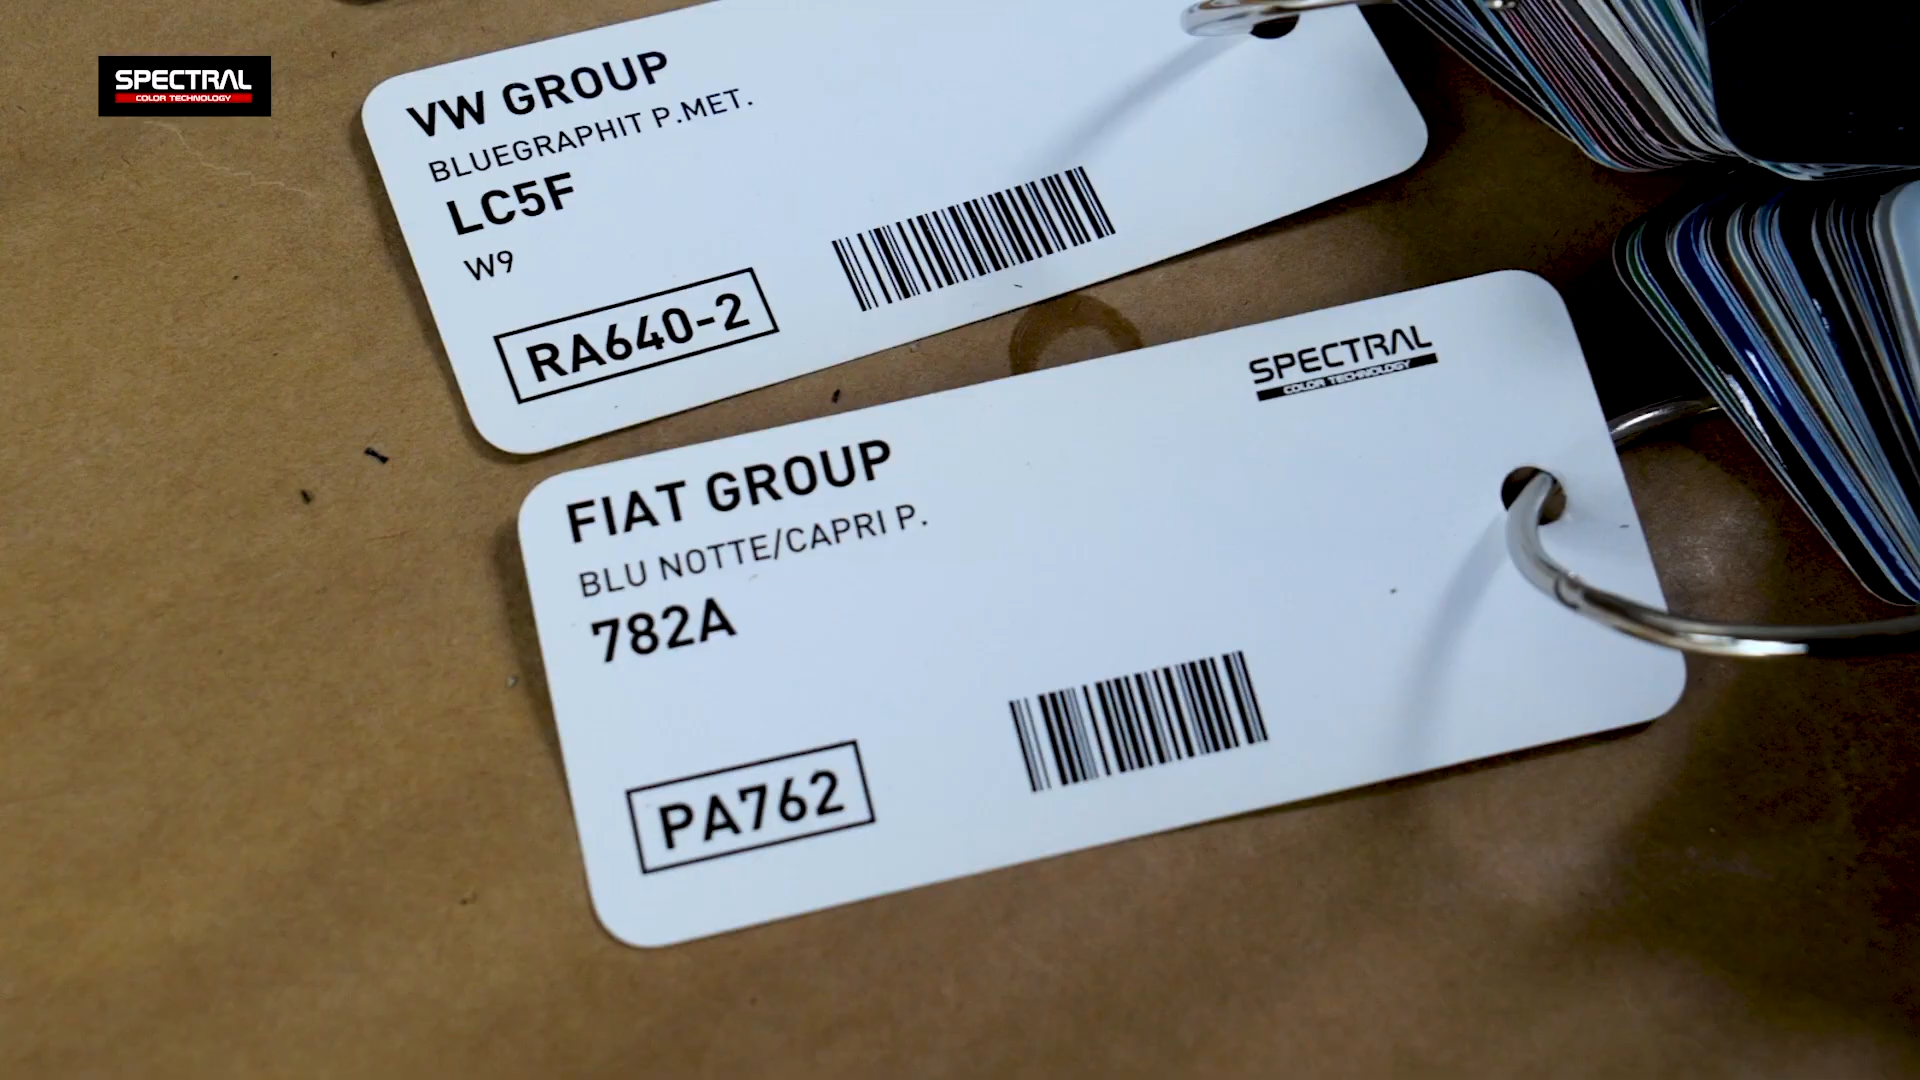 SPECTRAL
COLOR TECHNOLOGY
VW GROUP
BLUEGRAPHIT P.MET.
LC5F
W9
RA640-2
SPECTRAL
COLOR TECHNOLOGY
FIAT GROUP
BLU NOTTE/CAPRI P.
782A
PA762